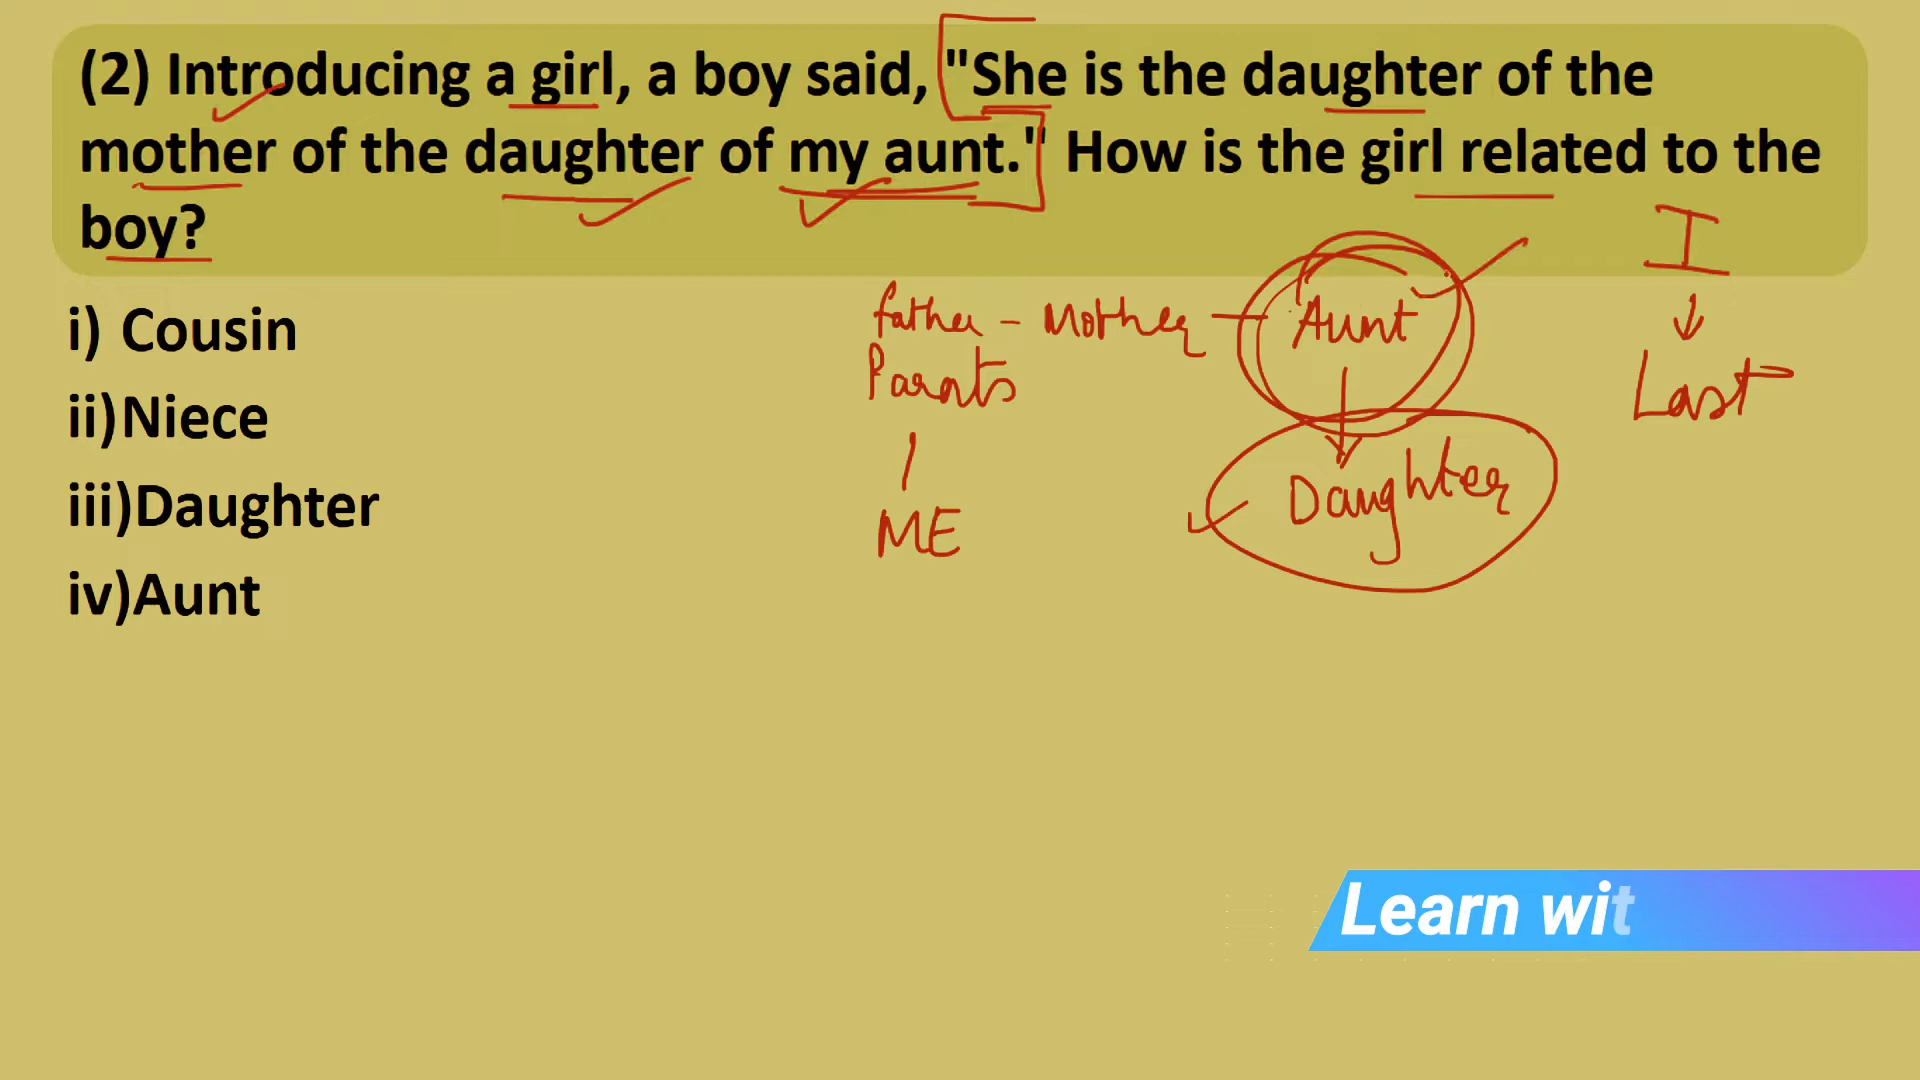 (2) Introducing a girl, a boy said, "She is the daughter of the
mother of the daughter of my aunt." How is the girl related to the
boy?
i) Cousin
ii)Niece
iii)Daughter
iv)Aunt
father - Mother - Aunt
Parents
ME
Daughter
I
Last
Learn wit